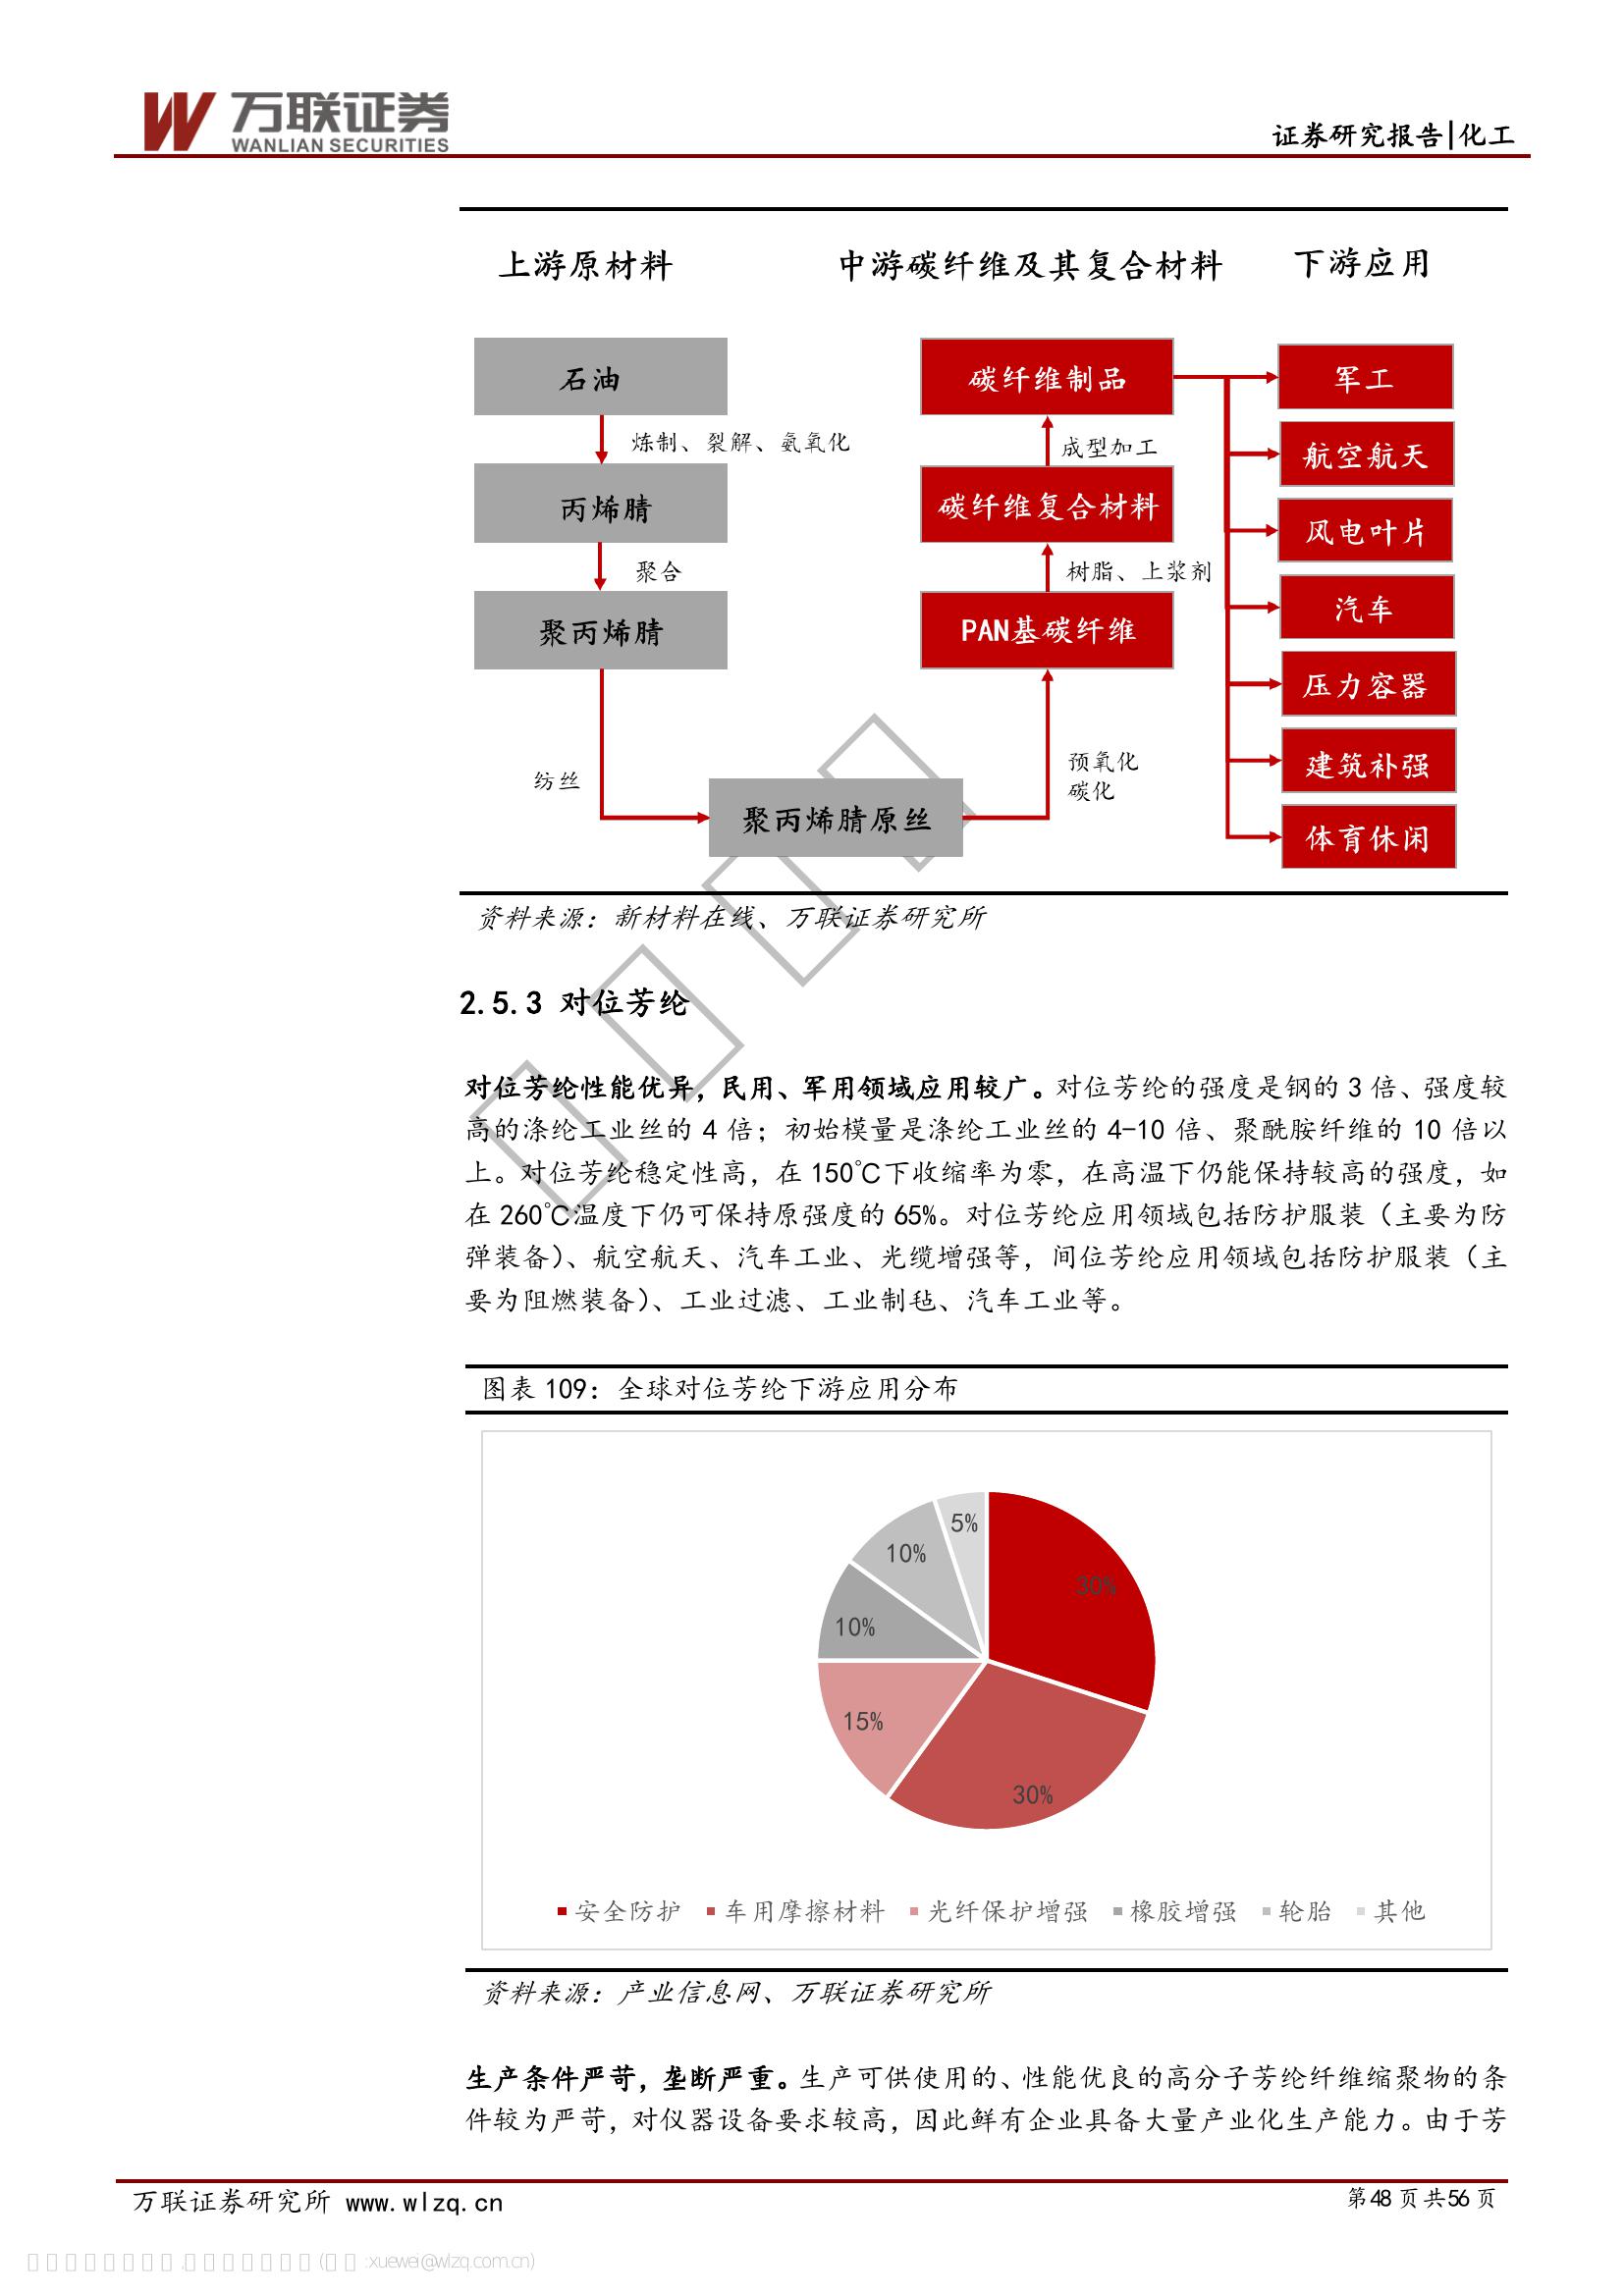 万联证券
WANLIAN SECURITIES
证券研究报告|化工
上游原材料
中游碳纤维及其复合材料
下游应用
石油
炼制、裂解、氨氧化
丙烯腈
聚合
聚丙烯腈
纺丝
聚丙烯腈原丝
预氧化
碳化
PAN基碳纤维
树脂、上浆剂
碳纤维复合材料
成型加工
碳纤维制品
军工
航空航天
风电叶片
汽车
压力容器
建筑补强
体育休闲
资料来源：新材料在线、万联证券研究所
2.5.3 对位芳纶
对位芳纶性能优异，民用、军用领域应用较广。对位芳纶的强度是钢的 3 倍、强度较
高的涤纶工业丝的 4 倍；初始模量是涤纶工业丝的 4-10 倍、聚酰胺纤维的 10 倍以
上。对位芳纶稳定性高，在 150℃下收缩率为零，在高温下仍能保持较高的强度，如
在 260℃温度下仍可保持原强度的 65%。对位芳纶应用领域包括防护服装（主要为防
弹装备）、航空航天、汽车工业、光缆增强等，间位芳纶应用领域包括防护服装（主
要为阻燃装备）、工业过滤、工业制毡、汽车工业等。
图表 109：全球对位芳纶下游应用分布
5%
10%
30%
10%
15%
30%
安全防护 车用摩擦材料 光纤保护增强 橡胶增强 轮胎 其他
资料来源：产业信息网、万联证券研究所
生产条件严苛，垄断严重。生产可供使用的、性能优良的高分子芳纶纤维缩聚物的条
件较为严苛，对仪器设备要求较高，因此鲜有企业具备大量产业化生产能力。由于芳
万联证券研究所 www.wlzq.cn
第48 页 共56 页
:xuewei@wlzq.com.cn)